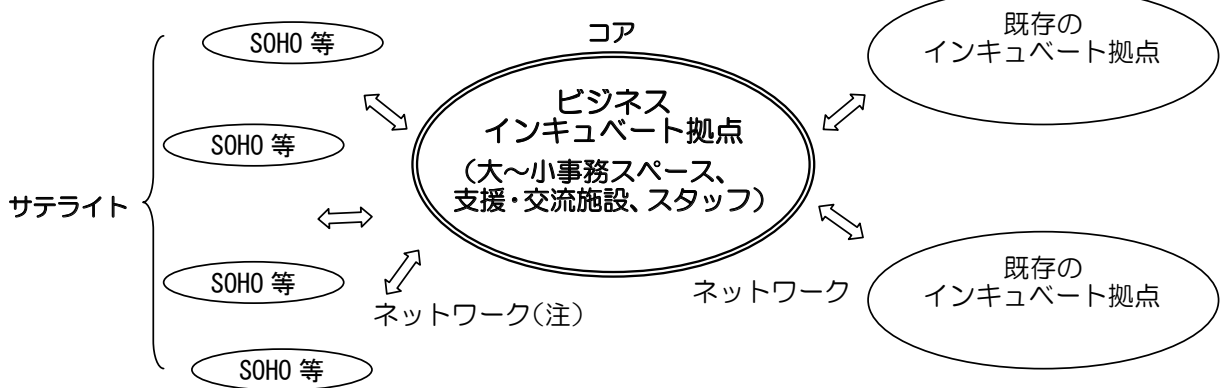 コア
SOHO 等
SOHO 等
サテライト
SOHO 等
SOHO 等
ビジネス
インキュベート拠点
（大～小事務スペース、
支援・交流施設、スタッフ）
ネットワーク（注）
ネットワーク
既存の
インキュベート拠点
既存の
インキュベート拠点